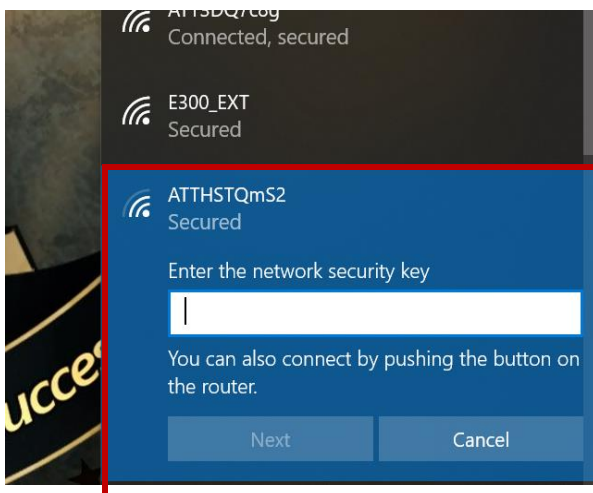 Connected, secured
E300_EXT
Secured
ATTHSTQmS2
Secured
Enter the network security key
You can also connect by pushing the button on
the router.
Next
Cancel
ucces